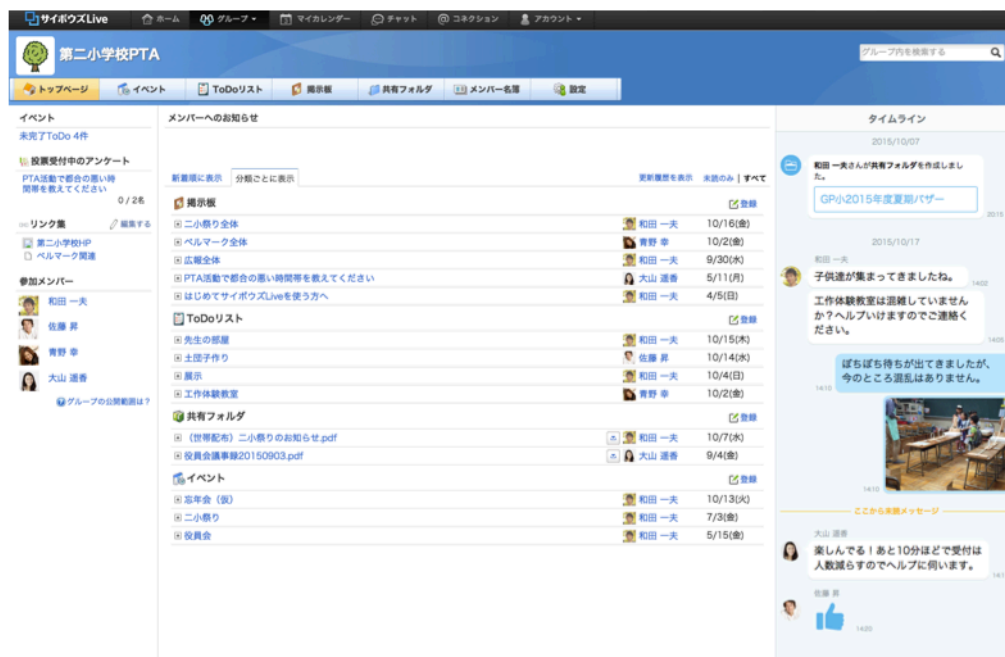 サイボウズLive
ホーム
グループ
マイカレンダー
チャット
コネクション
アカウント
第二小学校PTA
グループ内を検索する
トップページ
イベント
ToDoリスト
掲示板
共有フォルダ
メンバー名簿
設定
イベント
未完了ToDo 4件
投票受付中のアンケート
PTA活動で都合の悪い時
間帯を教えてください
0 / 2名
リンク集
編集する
第二小学校HP
ベルマーク関連
参加メンバー
和田 一夫
佐藤 昇
青野 幸
大山 遥香
グループの公開範囲は？
メンバーへのお知らせ
新着順に表示 分類ごとに表示
更新履歴を表示 未読のみ | すべて
掲示板 登録
二小祭り全体 和田 一夫 10/16(金)
ベルマーク全体 青野 幸 10/2(金)
広報全体 和田 一夫 9/30(水)
PTA活動で都合の悪い時間帯を教えてください 大山 遥香 5/11(月)
はじめてサイボウズLiveを使う方へ 和田 一夫 4/5(日)
ToDoリスト 登録
先生の部屋 和田 一夫 10/15(木)
土団子作り 佐藤 昇 10/14(水)
展示 和田 一夫 10/4(日)
工作体験教室 青野 幸 10/2(金)
共有フォルダ 登録
（世帯配布）二小祭りのお知らせ.pdf 和田 一夫 10/7(水)
役員会議事録20150903.pdf 大山 遥香 9/4(金)
イベント 登録
忘年会（仮） 和田 一夫 10/13(火)
二小祭り 和田 一夫 7/3(金)
役員会 和田 一夫 5/15(金)
タイムライン
2015/10/07
和田 一夫さんが共有フォルダを作成しまし
た。
GP小2015年度夏期バザー
2015/10/17
和田 一夫
子供達が集まってきましたね。
14:02
工作体験教室は混雑していません
か？ヘルプいけますのでご連絡く
ださい。
14:05
ぼちぼち待ちが出てきましたが、
今のところ混乱はありません。
14:10
14:10
ここから未読メッセージ
大山 遥香
楽しんでる！あと10分ほどで受付は
人数減らすのでヘルプに伺います。
佐藤 昇
14:20